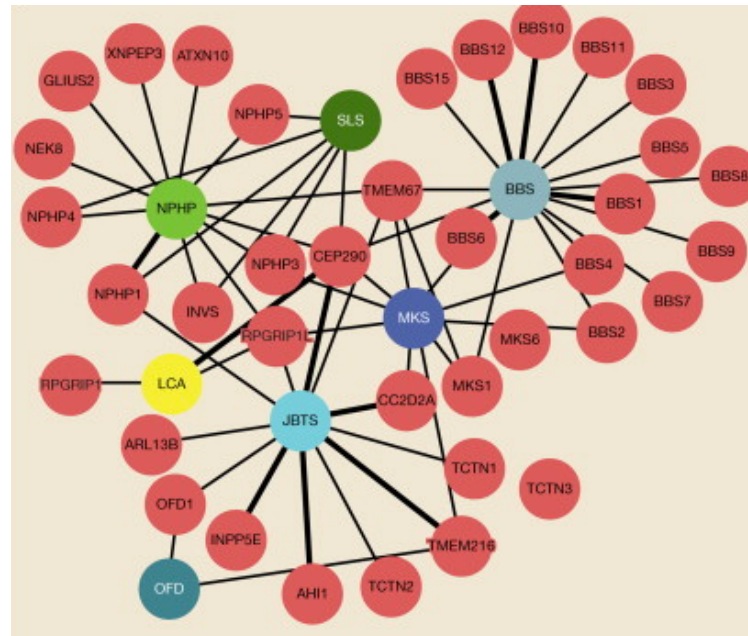 BBS10
XNPEP3
ATXN10
BBS12
BBS11
GLIUS2
BBS15
BBS3
NPHP5
SLS
NEK8
BBS5
BBS8
TMEM67
BBS
NPHP4
NPHP
BBS1
BBS6
BBS9
CEP290
NPHP3
BBS4
NPHP1
BBS7
INVS
MKS
BBS2
RPGRIP1L
MKS6
RPGRIP1
LCA
MKS1
CC2D2A
JBTS
ARL13B
TCTN1
TCTN3
OFD1
INPP5E
TMEM216
OFD
TCTN2
AHI1